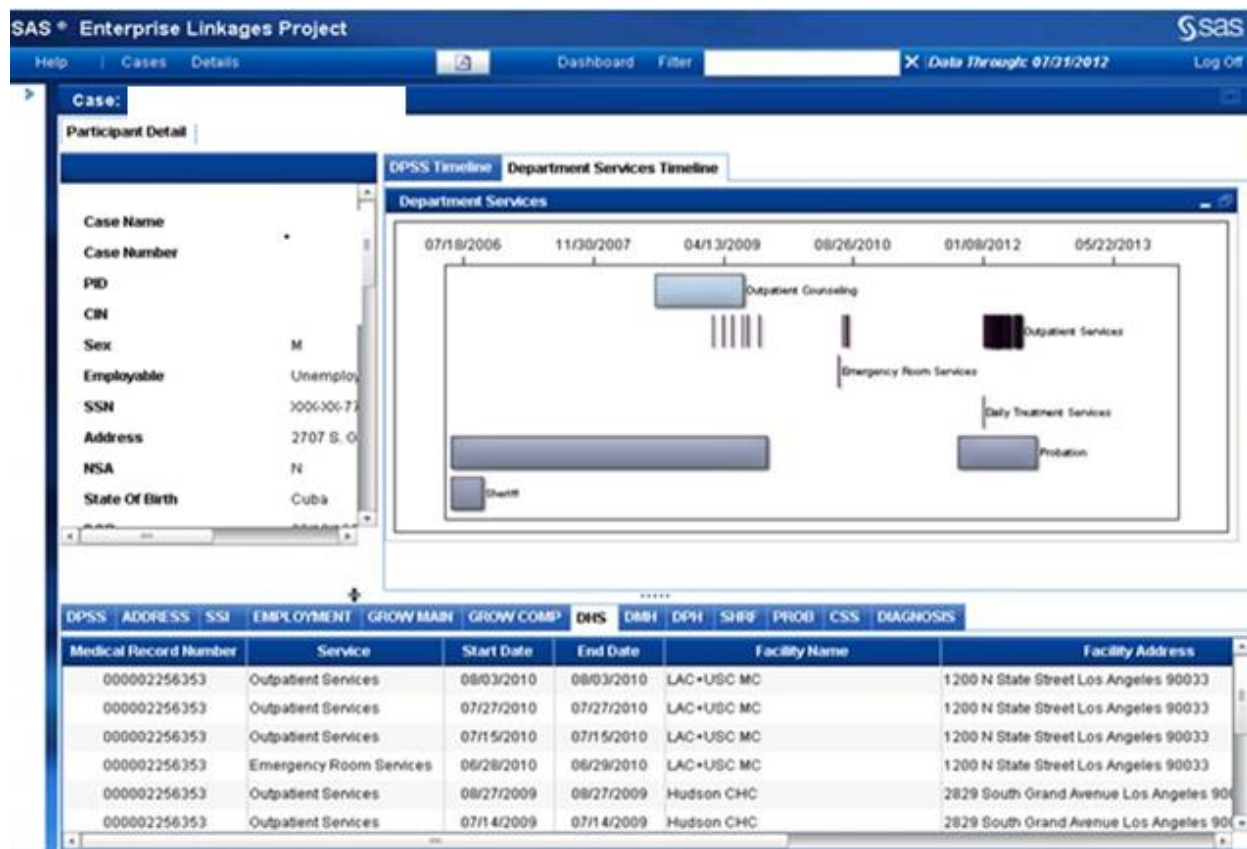 SAS ® Enterprise Linkages Project
sas
Help | Cases Details Dashboard Filter X Data Through: 07/31/2012 Log Off
Case:
Participant Detail
DPSS Timeline Department Services Timeline
Department Services
Case Name
Case Number
PID
CIN
Sex M
Employable Unemploy
SSN XXX-XX-77
Address 2707 S. O
NSA N
State Of Birth Cuba
07/18/2006 11/30/2007 04/13/2009 08/26/2010 01/08/2012 05/22/2013
Outpatient Counseling
Outpatient Services
Emergency Room Services
Daily Treatment Services
Probation
Sheriff
DPSS ADDRESS SSI EMPLOYMENT GROW MAIN GROW COMP DHS DMH DPH SHRF PROB CSS DIAGNOSIS
Medical Record Number Service Start Date End Date Facility Name Facility Address
000002256353 Outpatient Services 08/03/2010 08/03/2010 LAC+USC MC 1200 N State Street Los Angeles 90033
000002256353 Outpatient Services 07/27/2010 07/27/2010 LAC+USC MC 1200 N State Street Los Angeles 90033
000002256353 Outpatient Services 07/15/2010 07/15/2010 LAC+USC MC 1200 N State Street Los Angeles 90033
000002256353 Emergency Room Services 06/28/2010 06/29/2010 LAC+USC MC 1200 N State Street Los Angeles 90033
000002256353 Outpatient Services 08/27/2009 08/27/2009 Hudson CHC 2829 South Grand Avenue Los Angeles 900
000002256353 Outpatient Services 07/14/2009 07/14/2009 Hudson CHC 2829 South Grand Avenue Los Angeles 900